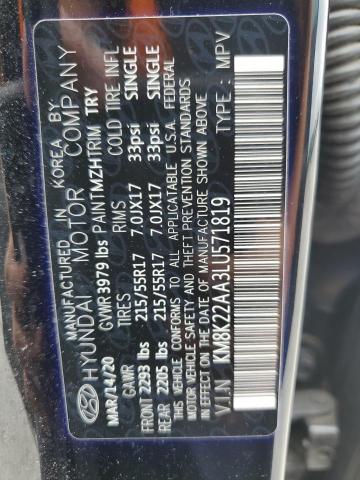 MANUFACTURED IN KOREA BY
HYUNDAI MOTOR COMPANY
MAR/14/20 GVWR 3979 lbs PAINT MZH TRIM TRY
GAWR TIRES RIMS COLD TIRE INFL
FRONT 2293 lbs 215/55R17 7.0JX17 33psi SINGLE
REAR 2205 lbs 215/55R17 7.0JX17 33psi SINGLE
THIS VEHICLE CONFORMS TO ALL APPLICABLE U.S.A. FEDERAL
MOTOR VEHICLE SAFETY AND THEFT PREVENTION STANDARDS
IN EFFECT ON THE DATE OF MANUFACTURE SHOWN ABOVE.
V.I.N : KM8K22AA3LU571819 TYPE : MPV